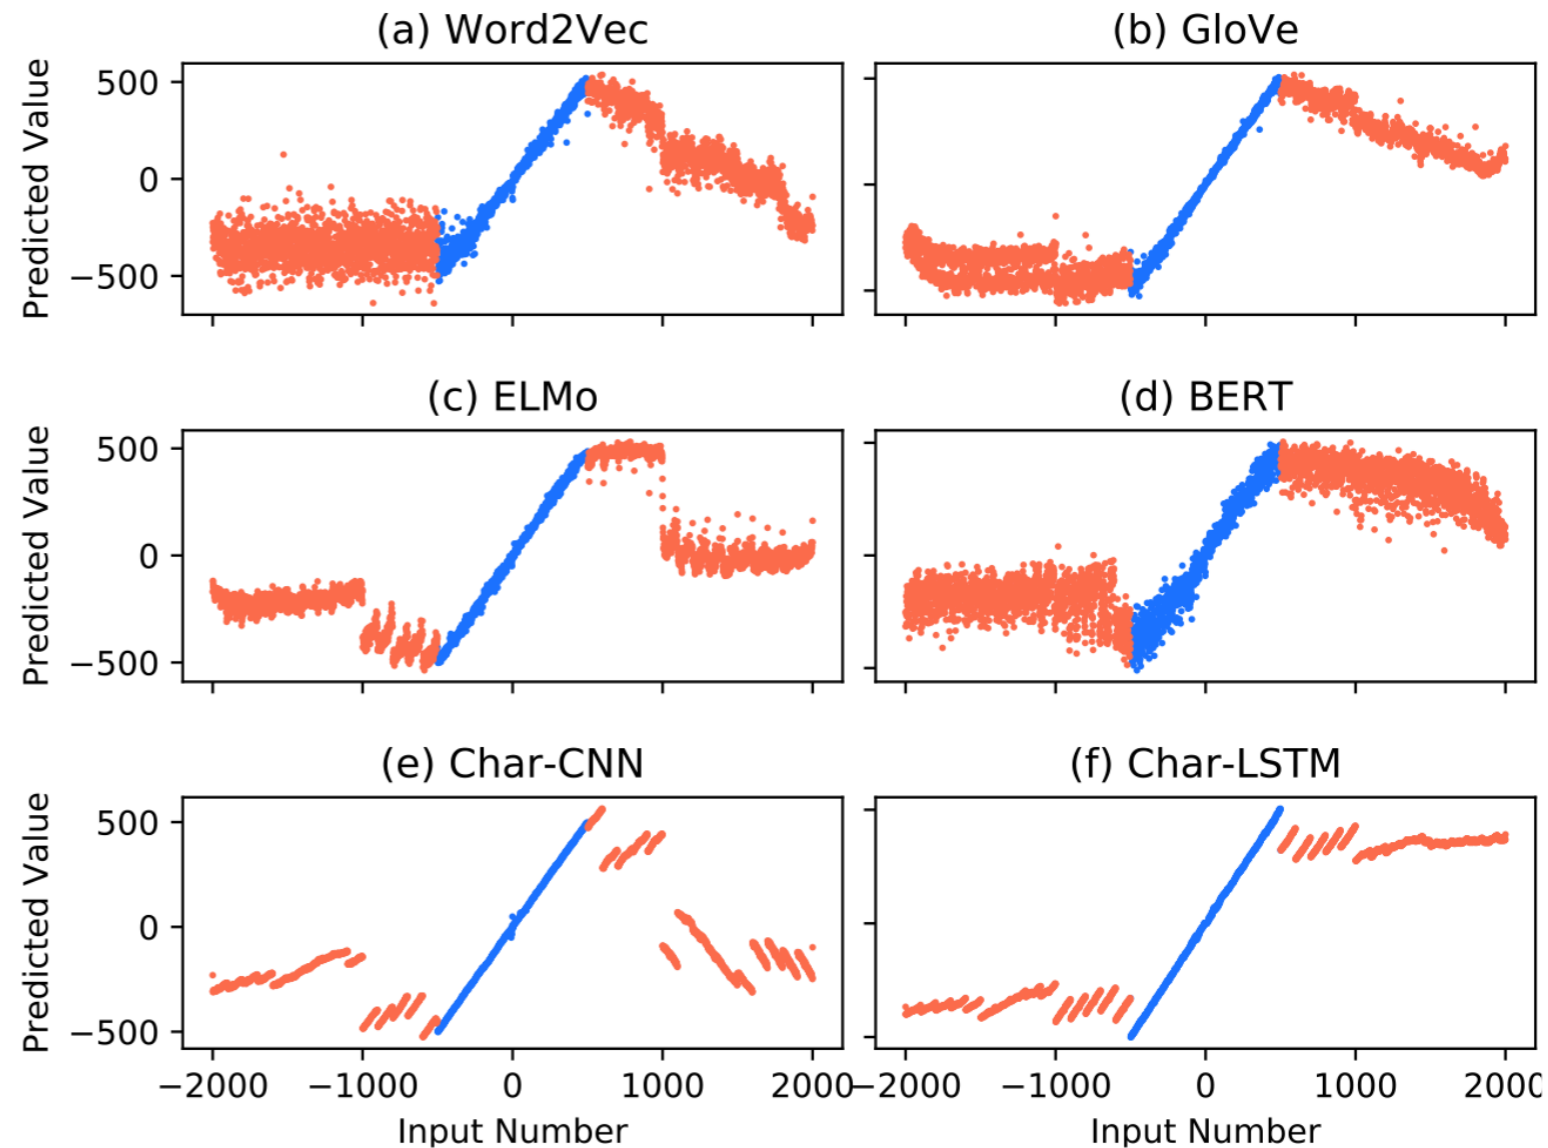 (a) Word2Vec
(b) GloVe
Predicted Value
500
0
−500
(c) ELMo
(d) BERT
Predicted Value
500
0
−500
(e) Char-CNN
(f) Char-LSTM
Predicted Value
500
0
−500
−2000 −1000 0 1000 2000
−2000 −1000 0 1000 2000
Input Number
Input Number